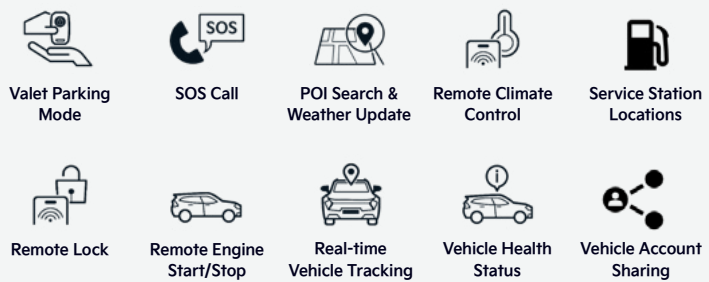 SOS
Valet Parking
Mode
SOS Call
POI Search &
Weather Update
Remote Climate
Control
Service Station
Locations
Remote Lock
Remote Engine
Start/Stop
Real-time
Vehicle Tracking
Vehicle Health
Status
Vehicle Account
Sharing